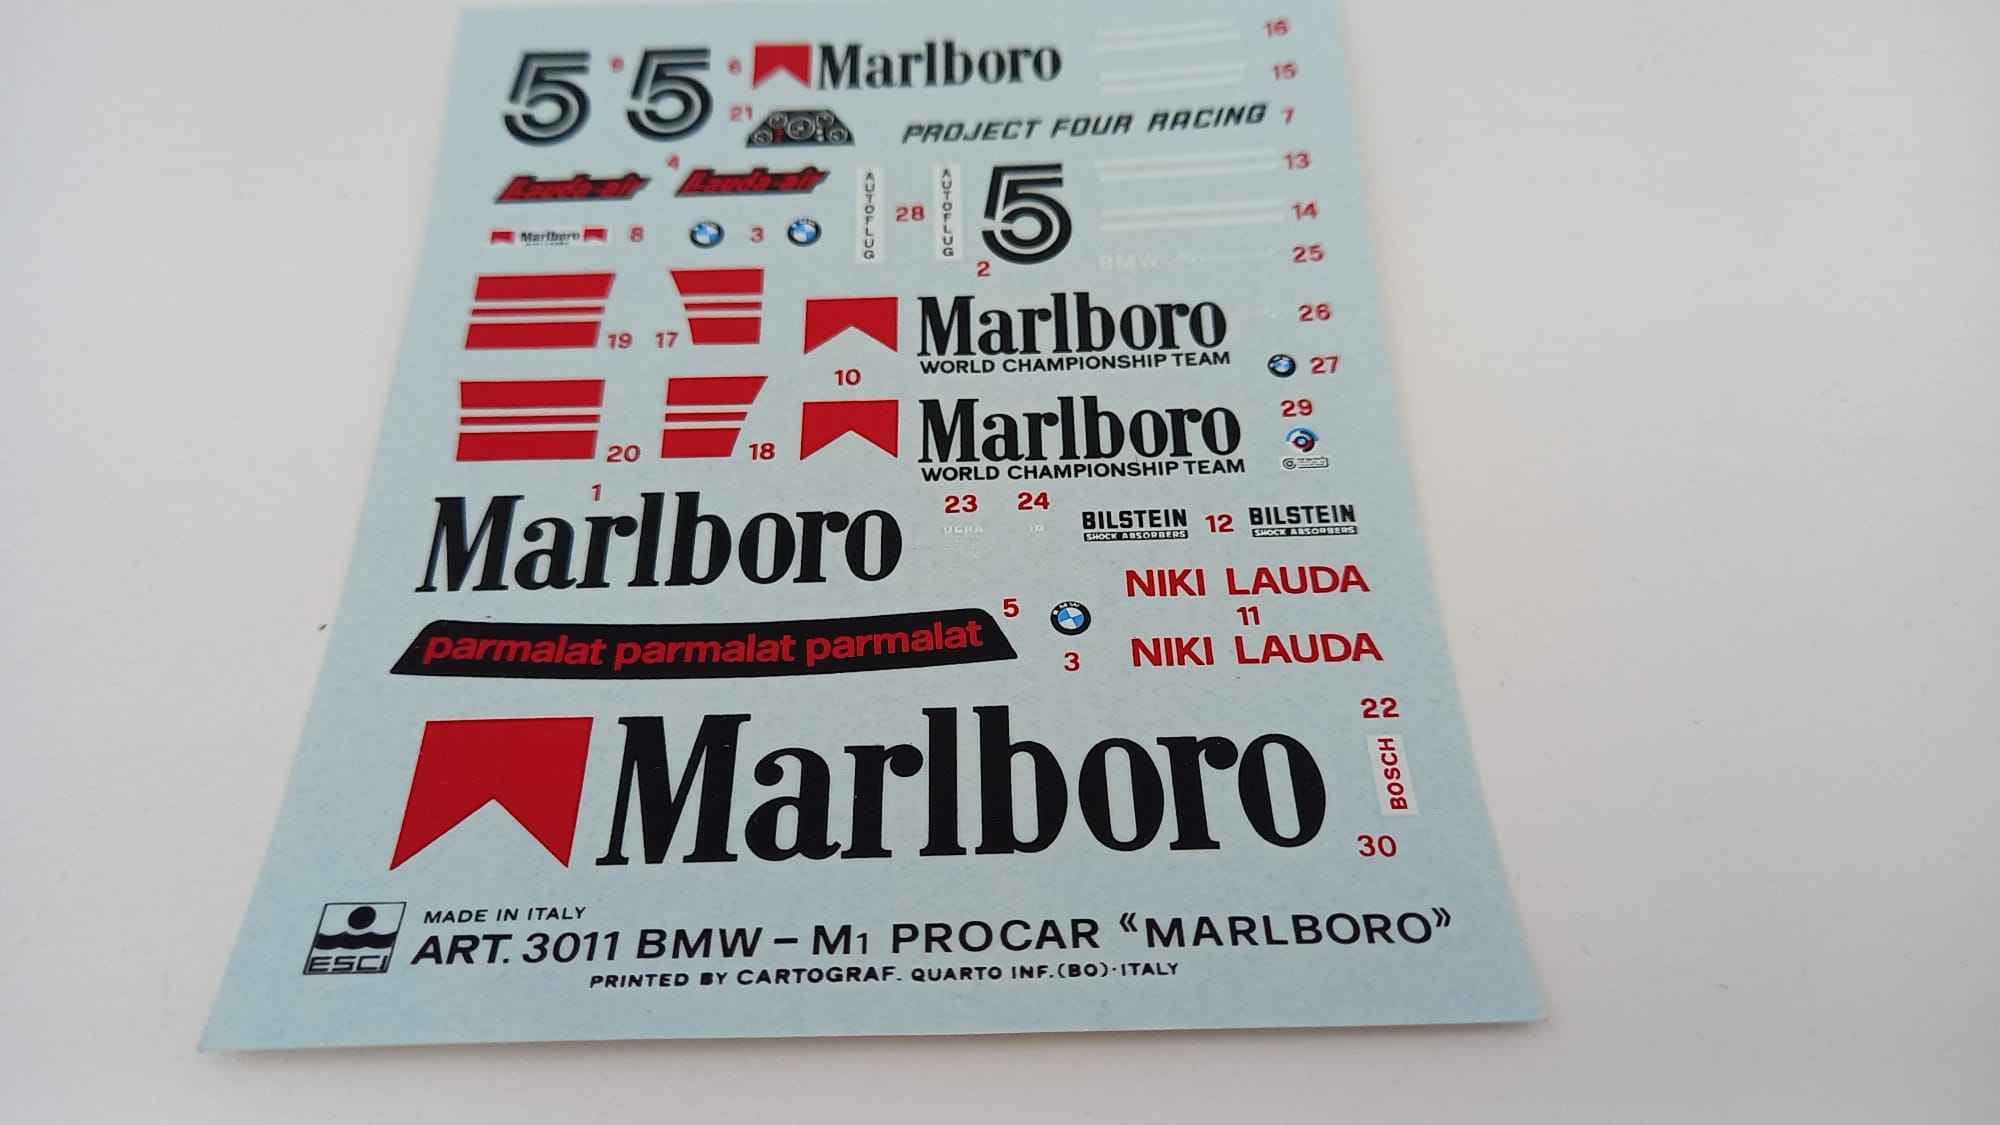 5 6 5 6 Marlboro 16
15
21 PROJECT FOUR RACING 7
4 13
Lauda-air Lauda-air
AUTOFLUG 28 AUTOFLUG 5 14
Marlboro 8 3
2 BMW Motorsport 25
19 17 Marlboro 26
WORLD CHAMPIONSHIP TEAM
10 27
20 18 Marlboro 29
WORLD CHAMPIONSHIP TEAM
1 23 24
Marlboro BILSTEIN 12 BILSTEIN
SHOCK ABSORBERS SHOCK ABSORBERS
NIKI LAUDA
5 BMW 11
parmalat parmalat parmalat 3 NIKI LAUDA
22
Marlboro BOSCH
30
ESCI MADE IN ITALY
ART. 3011 BMW – M1 PROCAR “MARLBORO”
PRINTED BY CARTOGRAF. QUARTO INF.(BO)·ITALY